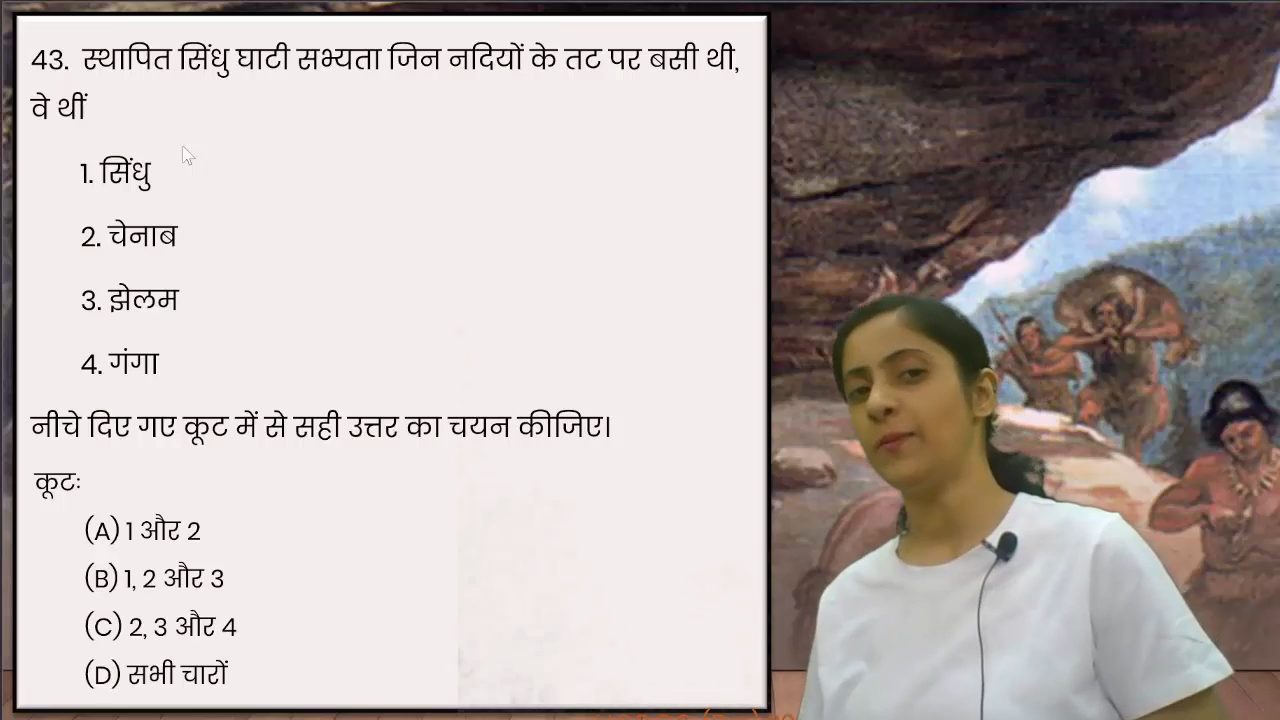 43. स्थापित सिंधु घाटी सभ्यता जिन नदियों के तट पर बसी थी,
वे थीं
1. सिंधु
2. चेनाब
3. झेलम
4. गंगा
नीचे दिए गए कूट में से सही उत्तर का चयन कीजिए।
कूटः
(A) 1 और 2
(B) 1, 2 और 3
(C) 2, 3 और 4
(D) सभी चारों